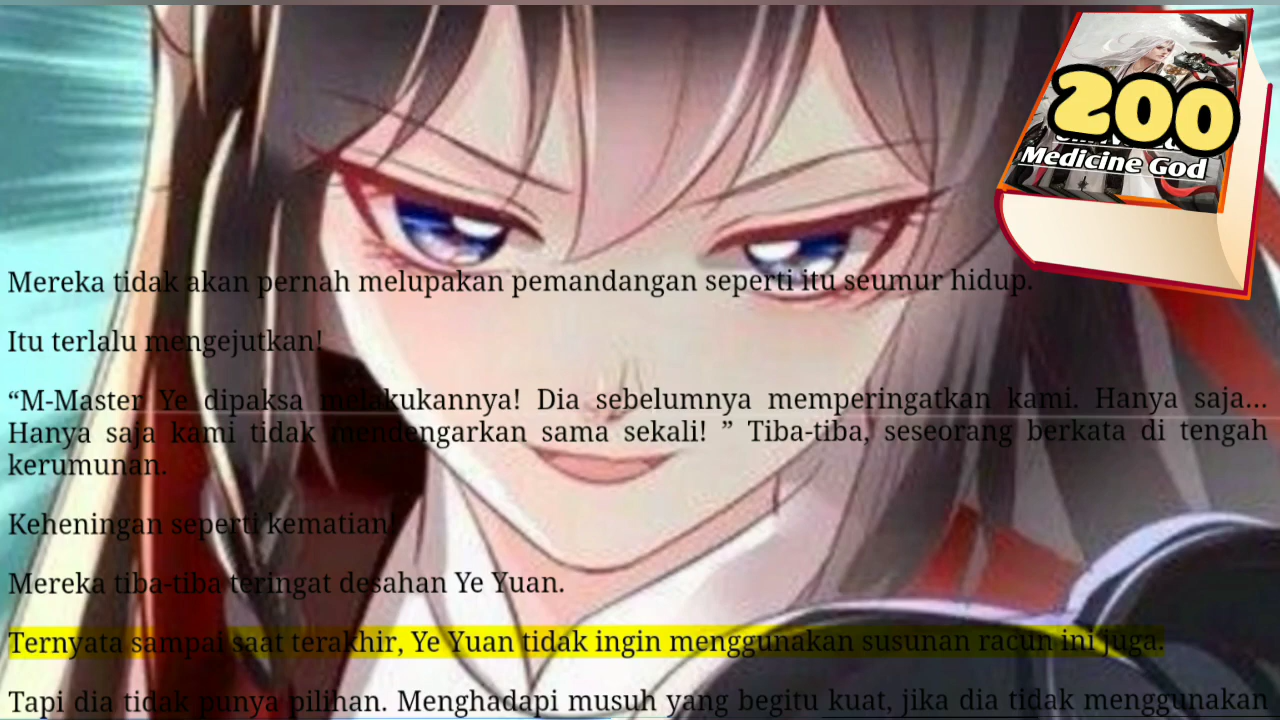 200
Medicine God
Mereka tidak akan pernah melupakan pemandangan seperti itu seumur hidup.
Itu terlalu mengejutkan!
“M-Master Ye dipaksa melakukannya! Dia sebelumnya memperingatkan kami. Hanya saja...
Hanya saja kami tidak mendengarkan sama sekali! ” Tiba-tiba, seseorang berkata di tengah
kerumunan.
Keheningan seperti kematian!
Mereka tiba-tiba teringat desahan Ye Yuan.
Ternyata sampai saat terakhir, Ye Yuan tidak ingin menggunakan susunan racun ini juga.
Tapi dia tidak punya pilihan. Menghadapi musuh yang begitu kuat, jika dia tidak menggunakan